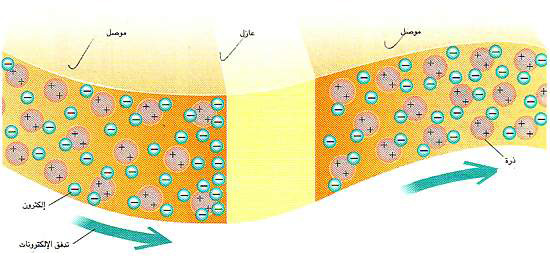 موصل
عازل
موصل
ذرة
إلكترون
تدفق الإلكترونات